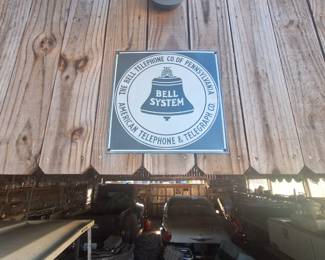 THE BELL TELEPHONE CO. OF PENNSYLVANIA
BELL
SYSTEM
AMERICAN TELEPHONE & TELEGRAPH CO.